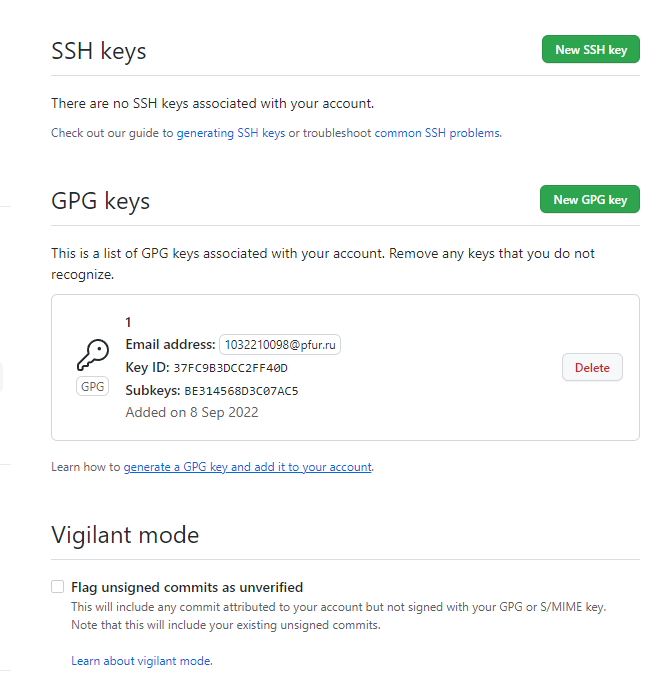 SSH keys
New SSH key
There are no SSH keys associated with your account.
Check out our guide to generating SSH keys or troubleshoot common SSH problems.
GPG keys
New GPG key
This is a list of GPG keys associated with your account. Remove any keys that you do not
recognize.
1
Email address: 1032210098@pfur.ru
Key ID: 37FC9B3DCC2FF40D
GPG
Subkeys: BE314568D3C07AC5
Added on 8 Sep 2022
Delete
Learn how to generate a GPG key and add it to your account.
Vigilant mode
Flag unsigned commits as unverified
This will include any commit attributed to your account but not signed with your GPG or S/MIME key.
Note that this will include your existing unsigned commits.
Learn about vigilant mode.